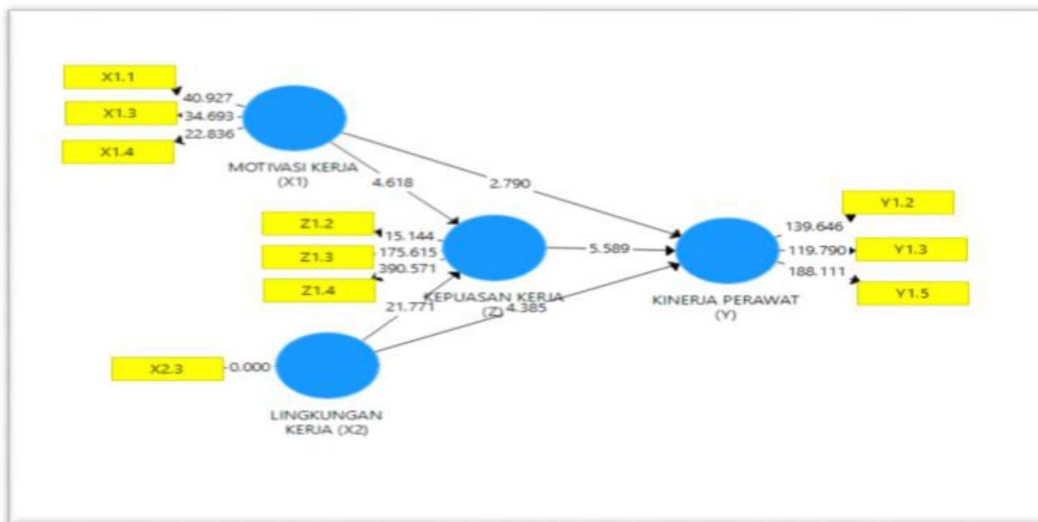 X1.1
40.927
X1.3
34.693
X1.4
22.836
MOTIVASI KERJA
(X1)
4.618
2.790
Z1.2
15.144
Z1.3
175.615
Z1.4
390.571
KEPUASAN KERJA
(Z)
5.589
21.771
4.385
Y1.2
139.646
Y1.3
119.790
Y1.5
188.111
KINERJA PERAWAT
(Y)
X2.3
0.000
LINGKUNGAN
KERJA (X2)